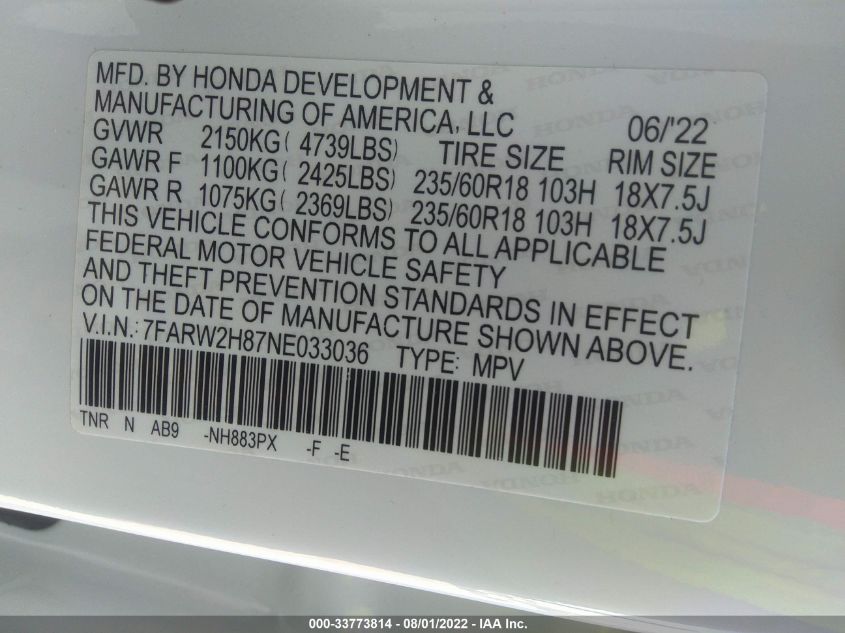 MFD. BY HONDA DEVELOPMENT &
MANUFACTURING OF AMERICA, LLC 06/'22
GVWR 2150KG( 4739LBS) TIRE SIZE RIM SIZE
GAWR F 1100KG( 2425LBS) 235/60R18 103H 18X7.5J
GAWR R 1075KG( 2369LBS) 235/60R18 103H 18X7.5J
THIS VEHICLE CONFORMS TO ALL APPLICABLE
FEDERAL MOTOR VEHICLE SAFETY
AND THEFT PREVENTION STANDARDS IN EFFECT
ON THE DATE OF MANUFACTURE SHOWN ABOVE.
V.I.N.: 7FARW2H87NE033036 TYPE: MPV
TNR N AB9 -NH883PX -F -E
000-33773814 - 08/01/2022 - IAAI Inc.